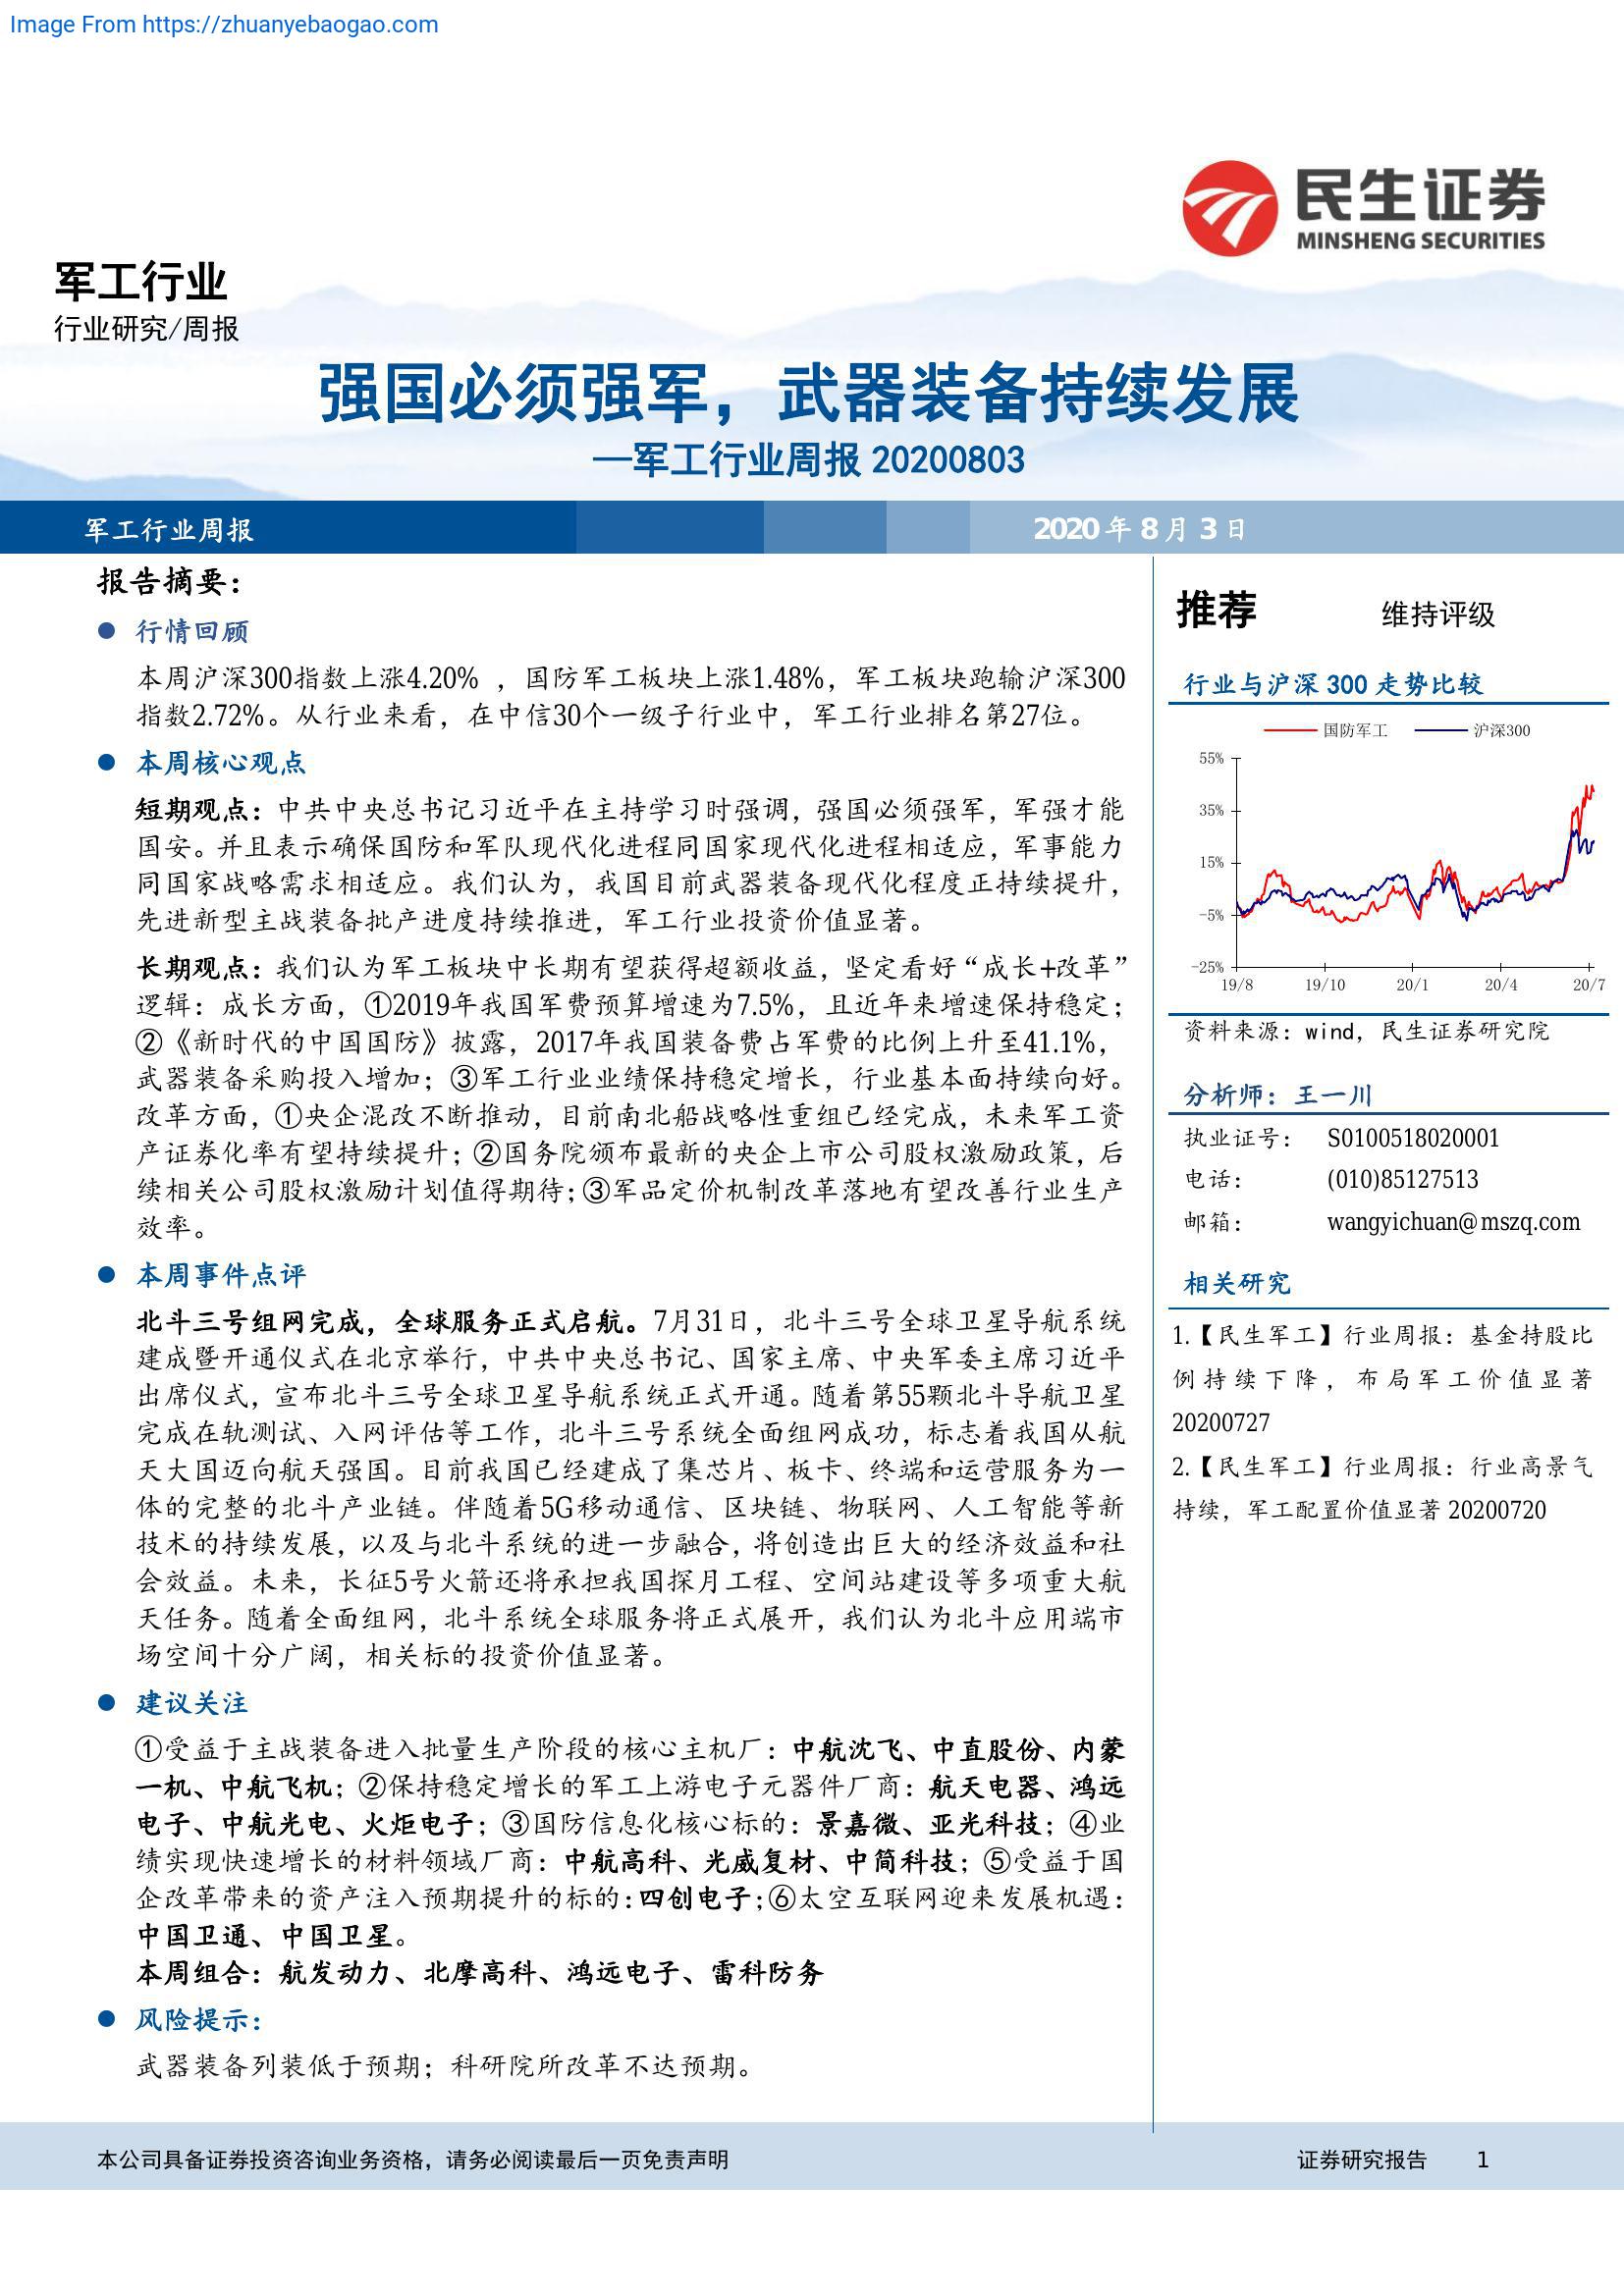 Image From https://zhuanyebaogao.com
民生证券
MINSHENG SECURITIES
军工行业
行业研究/周报
强国必须强军，武器装备持续发展
—军工行业周报 20200803
军工行业周报
2020 年 8 月 3 日
报告摘要：
● 行情回顾
本周沪深300指数上涨4.20% ，国防军工板块上涨1.48%，军工板块跑输沪深300
指数2.72%。从行业来看，在中信30个一级子行业中，军工行业排名第27位。
● 本周核心观点
短期观点：中共中央总书记习近平在主持学习时强调，强国必须强军，军强才能
国安。并且表示确保国防和军队现代化进程同国家现代化进程相适应，军事能力
同国家战略需求相适应。我们认为，我国目前武器装备现代化程度正持续提升，
先进新型主战装备批产进度持续推进，军工行业投资价值显著。
长期观点：我们认为军工板块中长期有望获得超额收益，坚定看好“成长+改革”
逻辑：成长方面，①2019年我国军费预算增速为7.5%，且近年来增速保持稳定；
②《新时代的中国国防》披露，2017年我国装备费占军费的比例上升至41.1%，
武器装备采购投入增加；③军工行业业绩保持稳定增长，行业基本面持续向好。
改革方面，①央企混改不断推动，目前南北船战略性重组已经完成，未来军工资
产证券化率有望持续提升；②国务院颁布最新的央企上市公司股权激励政策，后
续相关公司股权激励计划值得期待；③军品定价机制改革落地有望改善行业生产
效率。
● 本周事件点评
北斗三号组网完成，全球服务正式启航。7月31日，北斗三号全球卫星导航系统
建成暨开通仪式在北京举行，中共中央总书记、国家主席、中央军委主席习近平
出席仪式，宣布北斗三号全球卫星导航系统正式开通。随着第55颗北斗导航卫星
完成在轨测试、入网评估等工作，北斗三号系统全面组网成功，标志着我国从航
天大国迈向航天强国。目前我国已经建成了集芯片、板卡、终端和运营服务为一
体的完整的北斗产业链。伴随着5G移动通信、区块链、物联网、人工智能等新
技术的持续发展，以及与北斗系统的进一步融合，将创造出巨大的经济效益和社
会效益。未来，长征5号火箭还将承担我国探月工程、空间站建设等多项重大航
天任务。随着全面组网，北斗系统全球服务将正式展开，我们认为北斗应用端市
场空间十分广阔，相关标的投资价值显著。
● 建议关注
①受益于主战装备进入批量生产阶段的核心主机厂：中航沈飞、中直股份、内蒙
一机、中航飞机；②保持稳定增长的军工上游电子元器件厂商：航天电器、鸿远
电子、中航光电、火炬电子；③国防信息化核心标的：景嘉微、亚光科技；④业
绩实现快速增长的材料领域厂商：中航高科、光威复材、中简科技；⑤受益于国
企改革带来的资产注入预期提升的标的：四创电子；⑥太空互联网迎来发展机遇：
中国卫通、中国卫星。
本周组合：航发动力、北摩高科、鸿远电子、雷科防务
● 风险提示：
武器装备列装低于预期；科研院所改革不达预期。
推荐 维持评级
行业与沪深 300 走势比较
国防军工 沪深300
55%
35%
15%
-5%
-25%
19/8 19/10 20/1 20/4 20/7
资料来源：wind，民生证券研究院
分析师：王一川
执业证号： S0100518020001
电话： (010)85127513
邮箱： wangyichuan@mszq.com
相关研究
1.【民生军工】行业周报：基金持股比
例持续下降，布局军工价值显著
20200727
2.【民生军工】行业周报：行业高景气
持续，军工配置价值显著 20200720
本公司具备证券投资咨询业务资格，请务必阅读最后一页免责声明
证券研究报告 1